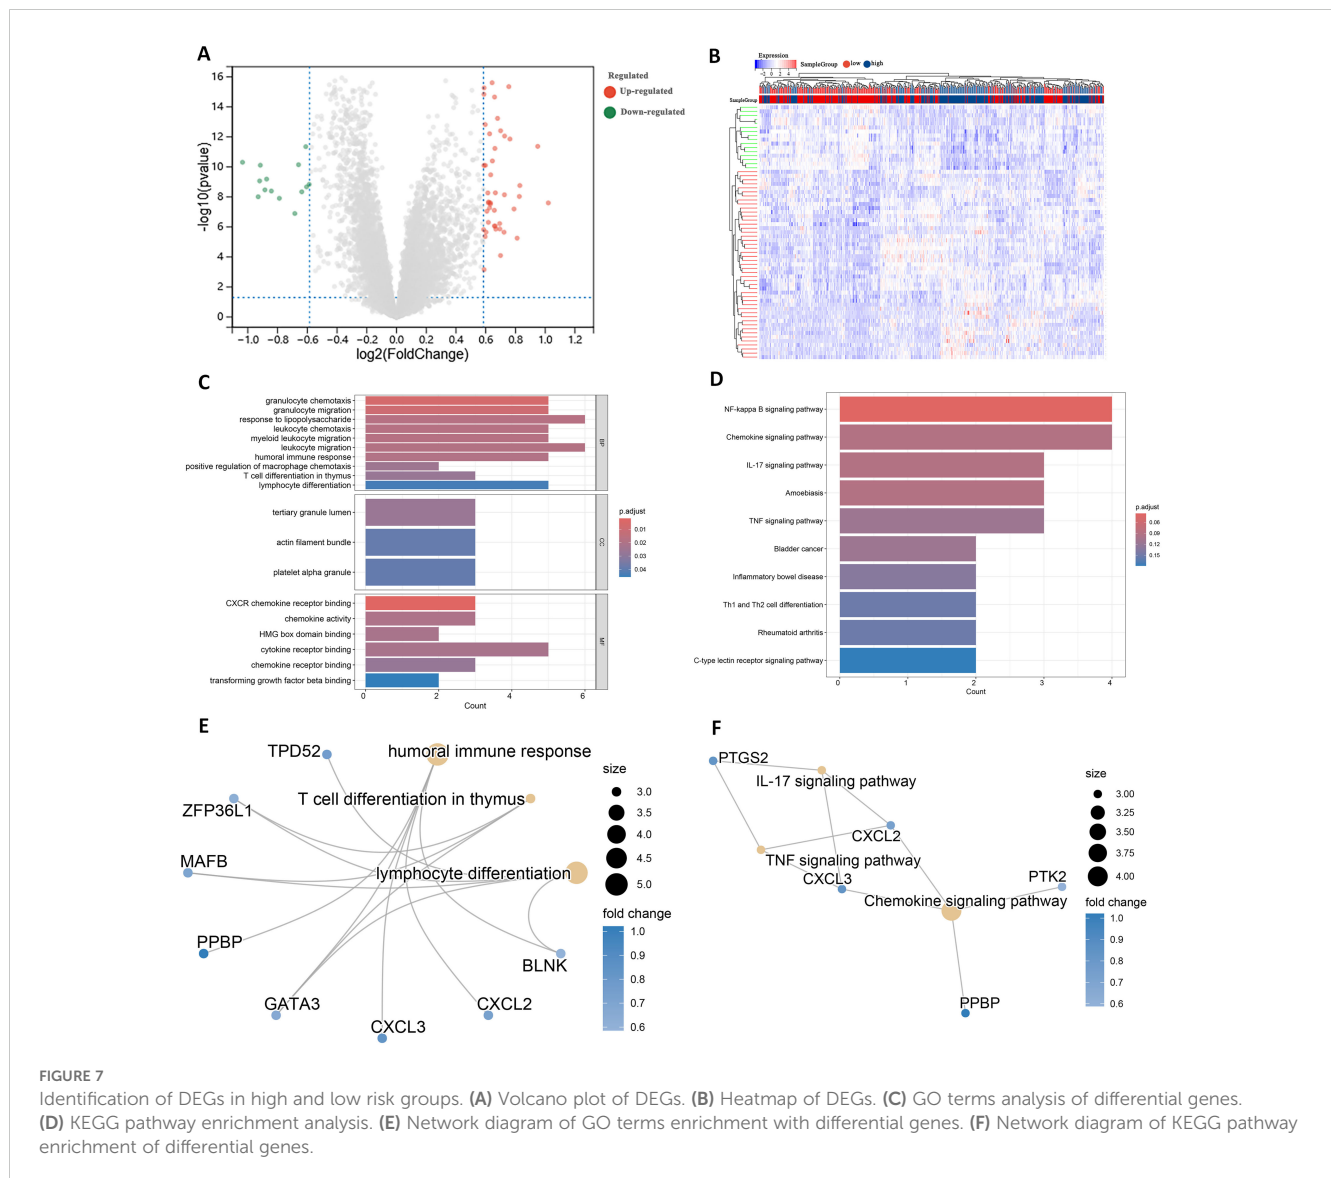 A
16
14
12
10
8
6
4
2
0
-log10(pvalue)
−1.0 −0.8 −0.6 −0.4 −0.2 0.0 0.2 0.4 0.6 0.8 1.0 1.2
log2(FoldChange)
Regulated
Up-regulated
Down-regulated
B
Expression
SampleGroup low high
SampleGroup
C
granulocyte chemotaxis
granulocyte migration
response to lipopolysaccharide
leukocyte chemotaxis
myeloid leukocyte migration
leukocyte migration
humoral immune response
positive regulation of macrophage chemotaxis
T cell differentiation in thymus
lymphocyte differentiation
BP
tertiary granule lumen
actin filament bundle
platelet alpha granule
CC
CXCR chemokine receptor binding
chemokine activity
HMG box domain binding
cytokine receptor binding
chemokine receptor binding
transforming growth factor beta binding
MF
0 2 4 6
Count
p.adjust
0.01
0.02
0.03
0.04
D
NF-kappa B signaling pathway
Chemokine signaling pathway
IL-17 signaling pathway
Amoebiasis
TNF signaling pathway
Bladder cancer
Inflammatory bowel disease
Th1 and Th2 cell differentiation
Rheumatoid arthritis
C-type lectin receptor signaling pathway
0 1 2 3 4
Count
p.adjust
0.06
0.09
0.12
0.15
E
TPD52
humoral immune response
ZFP36L1
T cell differentiation in thymus
MAFB
lymphocyte differentiation
PPBP
BLNK
GATA3
CXCL3
CXCL2
size
3.0
3.5
4.0
4.5
5.0
fold change
1.0
0.9
0.8
0.7
0.6
F
PTGS2
IL-17 signaling pathway
CXCL2
TNF signaling pathway
CXCL3
PTK2
Chemokine signaling pathway
PPBP
size
3.00
3.25
3.50
3.75
4.00
fold change
1.0
0.9
0.8
0.7
0.6
FIGURE 7
Identification of DEGs in high and low risk groups. (A) Volcano plot of DEGs. (B) Heatmap of DEGs. (C) GO terms analysis of differential genes.
(D) KEGG pathway enrichment analysis. (E) Network diagram of GO terms enrichment with differential genes. (F) Network diagram of KEGG pathway
enrichment of differential genes.